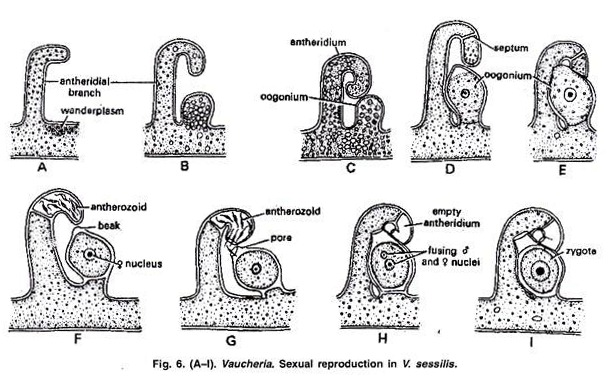 antheridial
branch
wanderplasm
A
B
antheridium
oogonium
C
septum
oogonium
D
E
antherozoid
beak
♀ nucleus
F
antherozoid
pore
G
empty
antheridium
fusing ♂
and ♀ nuclei
H
zygote
I
Fig. 6. (A–I). Vaucheria. Sexual reproduction in V. sessilis.